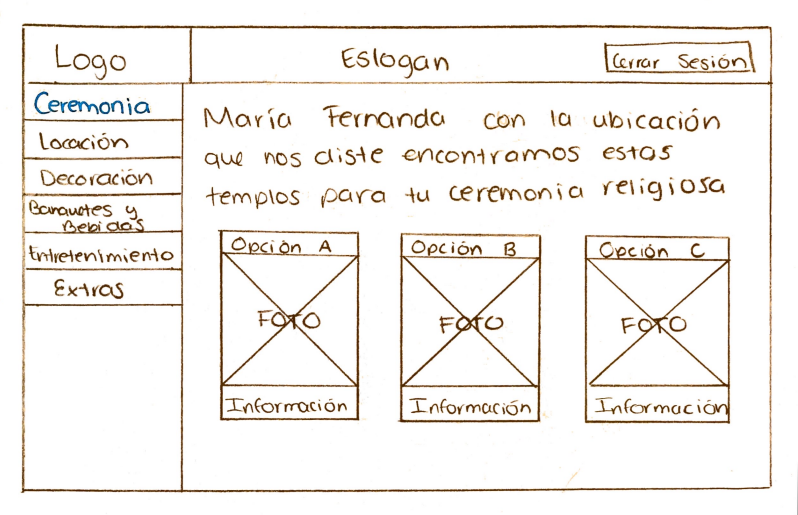 Logo
Eslogan
Cerrar Sesión
Ceremonia
Locación
Decoración
Banquetes y
Bebidas
Entretenimiento
Extras
María Fernanda con la ubicación
que nos diste encontramos estas
templos para tu ceremonia religiosa
Opción A
FOTO
Información
Opción B
FOTO
Información
Opción C
FOTO
Información